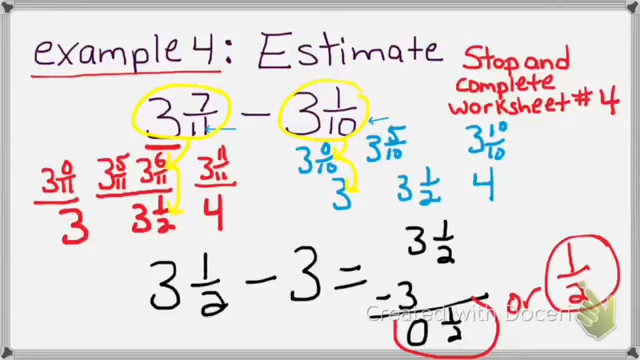 example 4: Estimate
Stop and
complete
worksheet #4
3 7/11 - 3 1/10
3 0/11 3 5/11 3 6/11 3 11/11
3 3 1/2 4
3 0/10 3 5/10 3 10/10
3 3 1/2 4
3 1/2 - 3 =
3 1/2
- 3
0 1/2 or 1/2
Created with Doceri